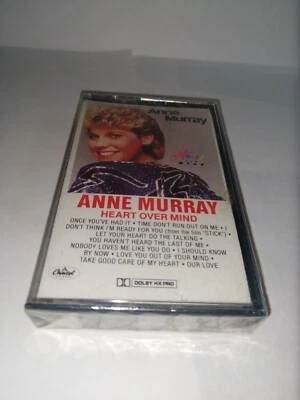 Anne
Murray
ANNE MURRAY
HEART OVER MIND
ONCE YOU'VE HAD IT • TIME DON'T RUN OUT ON ME • I
DON'T THINK I'M READY FOR YOU (from the film "STICK") •
LET YOUR HEART DO THE TALKING •
YOU HAVEN'T HEARD THE LAST OF ME •
NOBODY LOVES ME LIKE YOU DO • I SHOULD KNOW
BY NOW • LOVE YOU OUT OF YOUR MIND •
TAKE GOOD CARE OF MY HEART • OUR LOVE
Capitol
DOLBY HX PRO